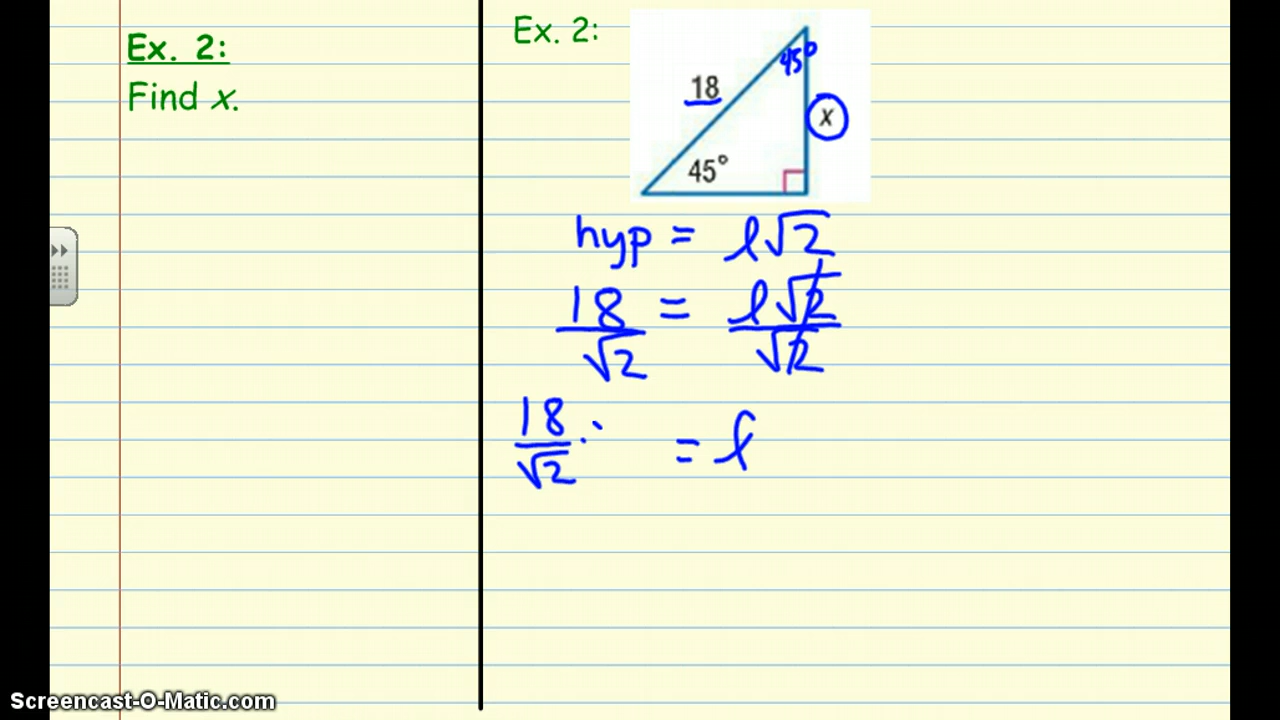 Ex. 2:
Find x.
Ex. 2:
45°
18
x
45°
hyp = l√2
18/√2 = l√2/√2
18/√2 · = l
Screencast-O-Matic.com